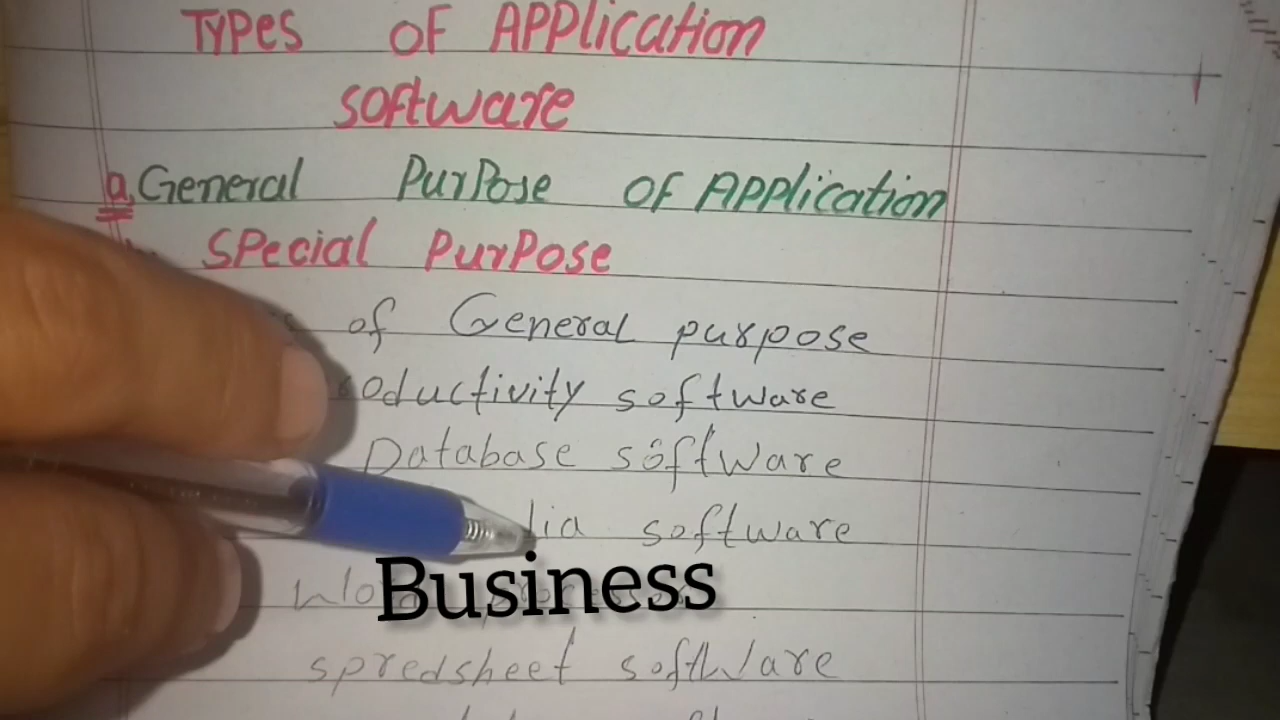 TYPES OF APPlication
SOFtware
a. General PurPose OF APPlication
SPecial PurPose
of General purpose
oductivity software
Database software
dia software
Business
spredsheet software